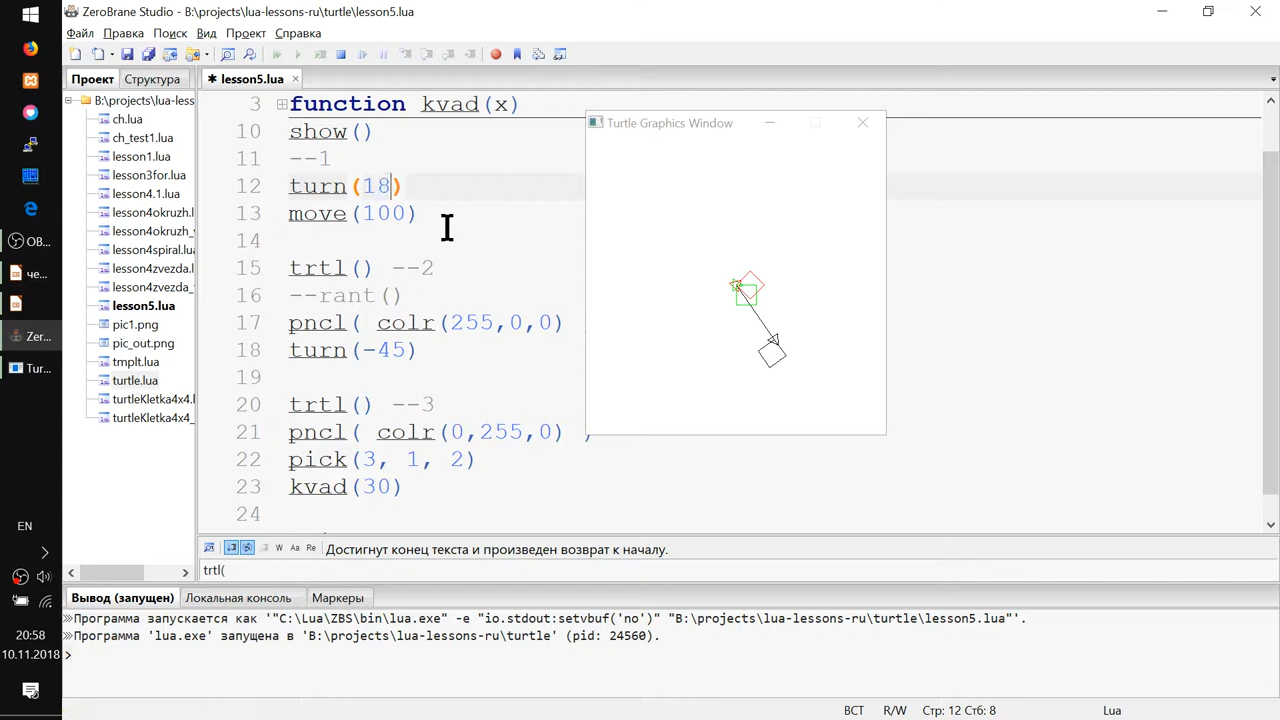 ZeroBrane Studio - B:\projects\lua-lessons-ru\turtle\lesson5.lua
Файл Правка Поиск Вид Проект Справка
Проект Структура
✱ lesson5.lua
B:\projects\lua-less
ch.lua
ch_test1.lua
lesson1.lua
lesson3for.lua
lesson4.1.lua
lesson4okruzh.l
lesson4okruzh_v
lesson4spiral.lua
lesson4zvezda.l
lesson4zvezda.l
lesson5.lua
pic1.png
pic_out.png
tmplt.lua
turtle.lua
turtleKletka4x4.l
turtleKletka4x4_
3 function kvad(x)
10 show()
11 --1
12 turn(18)
13 move(100)
14
15 trtl() --2
16 --rant()
17 pncl( colr(255,0,0)
18 turn(-45)
19
20 trtl() --3
21 pncl( colr(0,255,0) )
22 pick(3, 1, 2)
23 kvad(30)
24
Turtle Graphics Window
W Aa Re Достигнут конец текста и произведен возврат к началу.
trtl(
Вывод (запущен) Локальная консоль Маркеры
Программа запускается как '"C:\Lua\ZBS\bin\lua.exe" -e "io.stdout:setvbuf('no')" "B:\projects\lua-lessons-ru\turtle\lesson5.lua"'.
Программа 'lua.exe' запущена в 'B:\projects\lua-lessons-ru\turtle' (pid: 24560).
ВСТ R/W Стр: 12 Стб: 8 Lua
OB
че
Zer...
Tur...
EN
20:58
10.11.2018